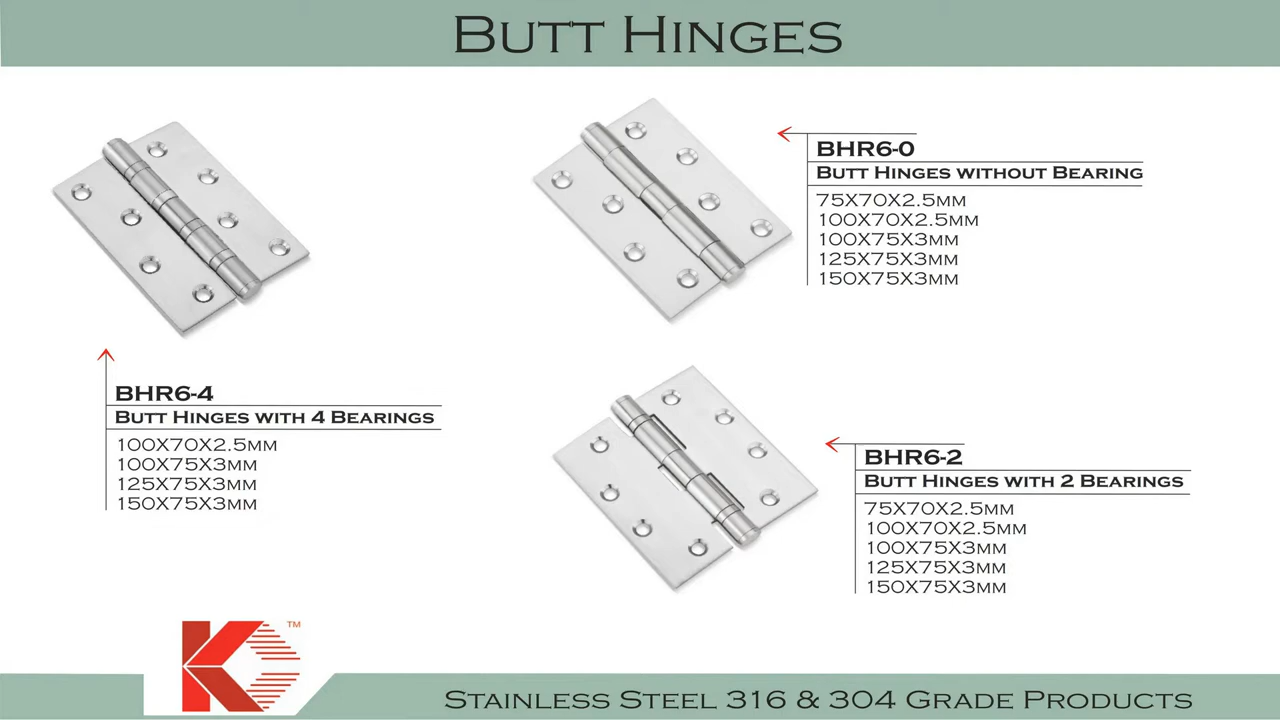 BUTT HINGES
BHR6-0
BUTT HINGES WITHOUT BEARING
75X70X2.5MM
100X70X2.5MM
100X75X3MM
125X75X3MM
150X75X3MM
BHR6-4
BUTT HINGES WITH 4 BEARINGS
100X70X2.5MM
100X75X3MM
125X75X3MM
150X75X3MM
BHR6-2
BUTT HINGES WITH 2 BEARINGS
75X70X2.5MM
100X70X2.5MM
100X75X3MM
125X75X3MM
150X75X3MM
K TM
STAINLESS STEEL 316 & 304 GRADE PRODUCTS